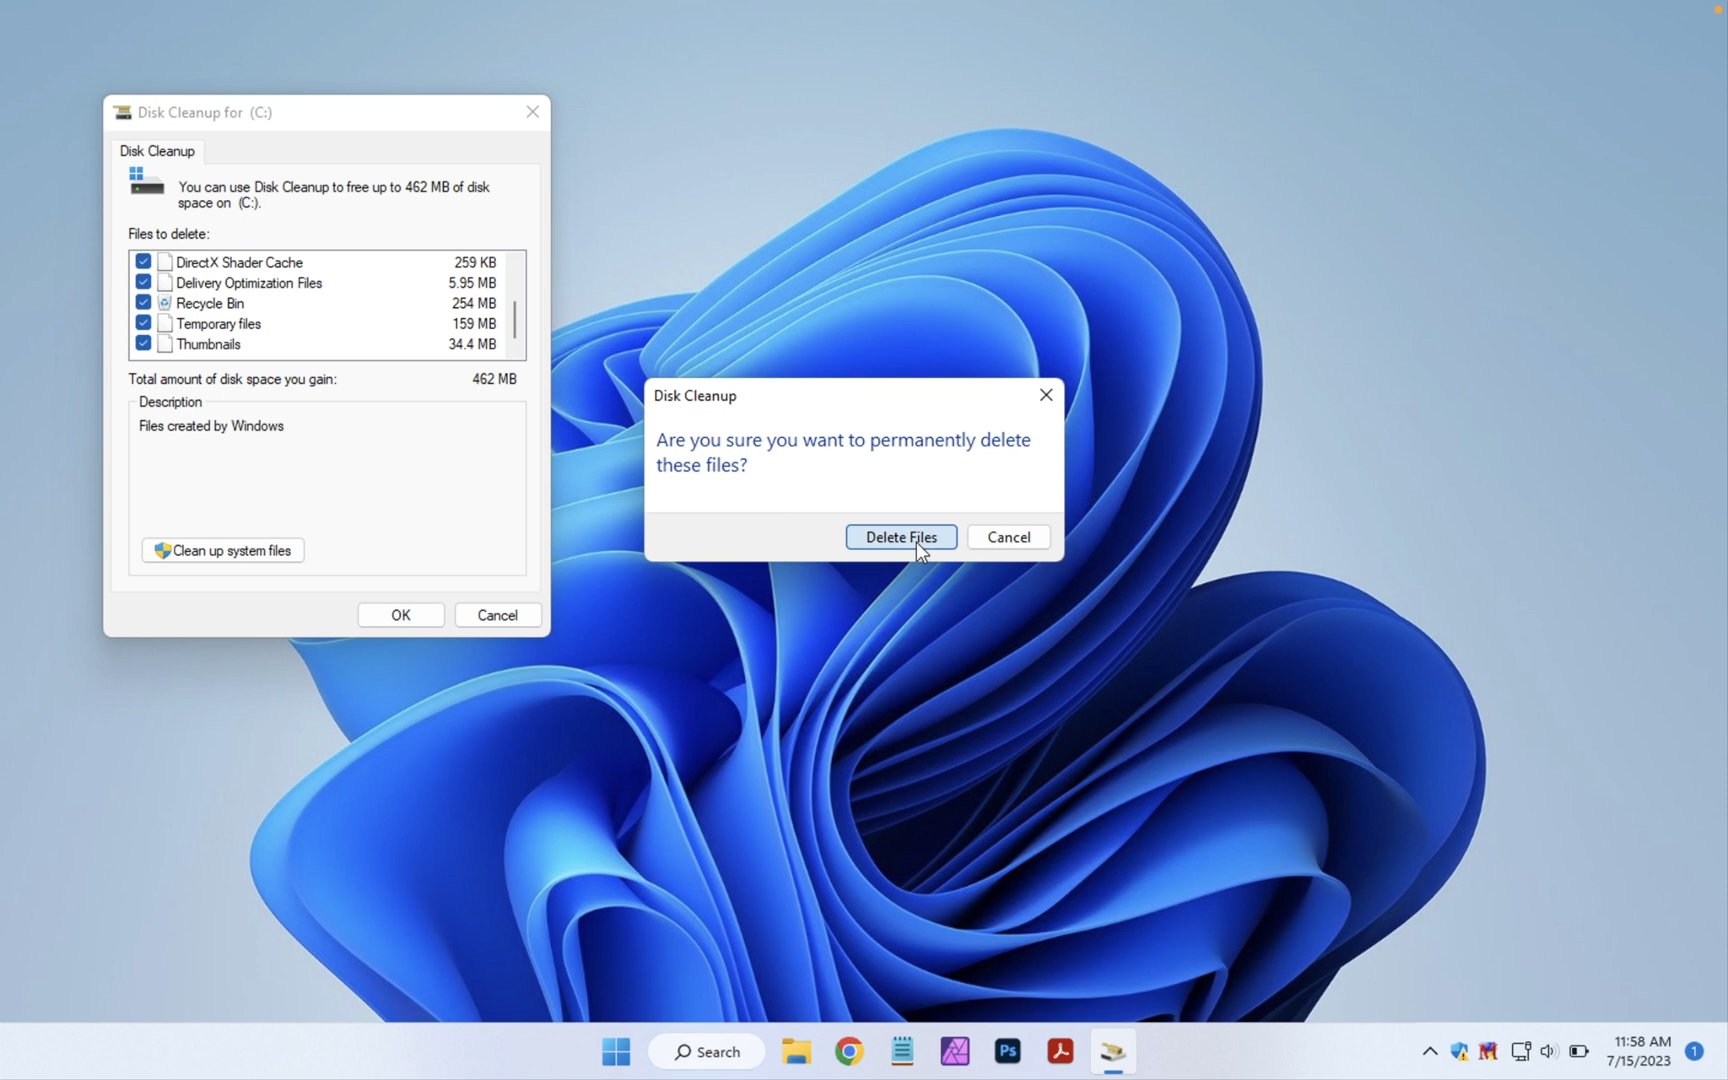 Disk Cleanup for  (C:)
Disk Cleanup
You can use Disk Cleanup to free up to 462 MB of disk
space on  (C:).
Files to delete:
DirectX Shader Cache 259 KB
Delivery Optimization Files 5.95 MB
Recycle Bin 254 MB
Temporary files 159 MB
Thumbnails 34.4 MB
Total amount of disk space you gain: 462 MB
Description
Files created by Windows
Clean up system files
OK Cancel
Disk Cleanup
Are you sure you want to permanently delete
these files?
Delete Files Cancel
Search
Ps
11:58 AM
7/15/2023
1